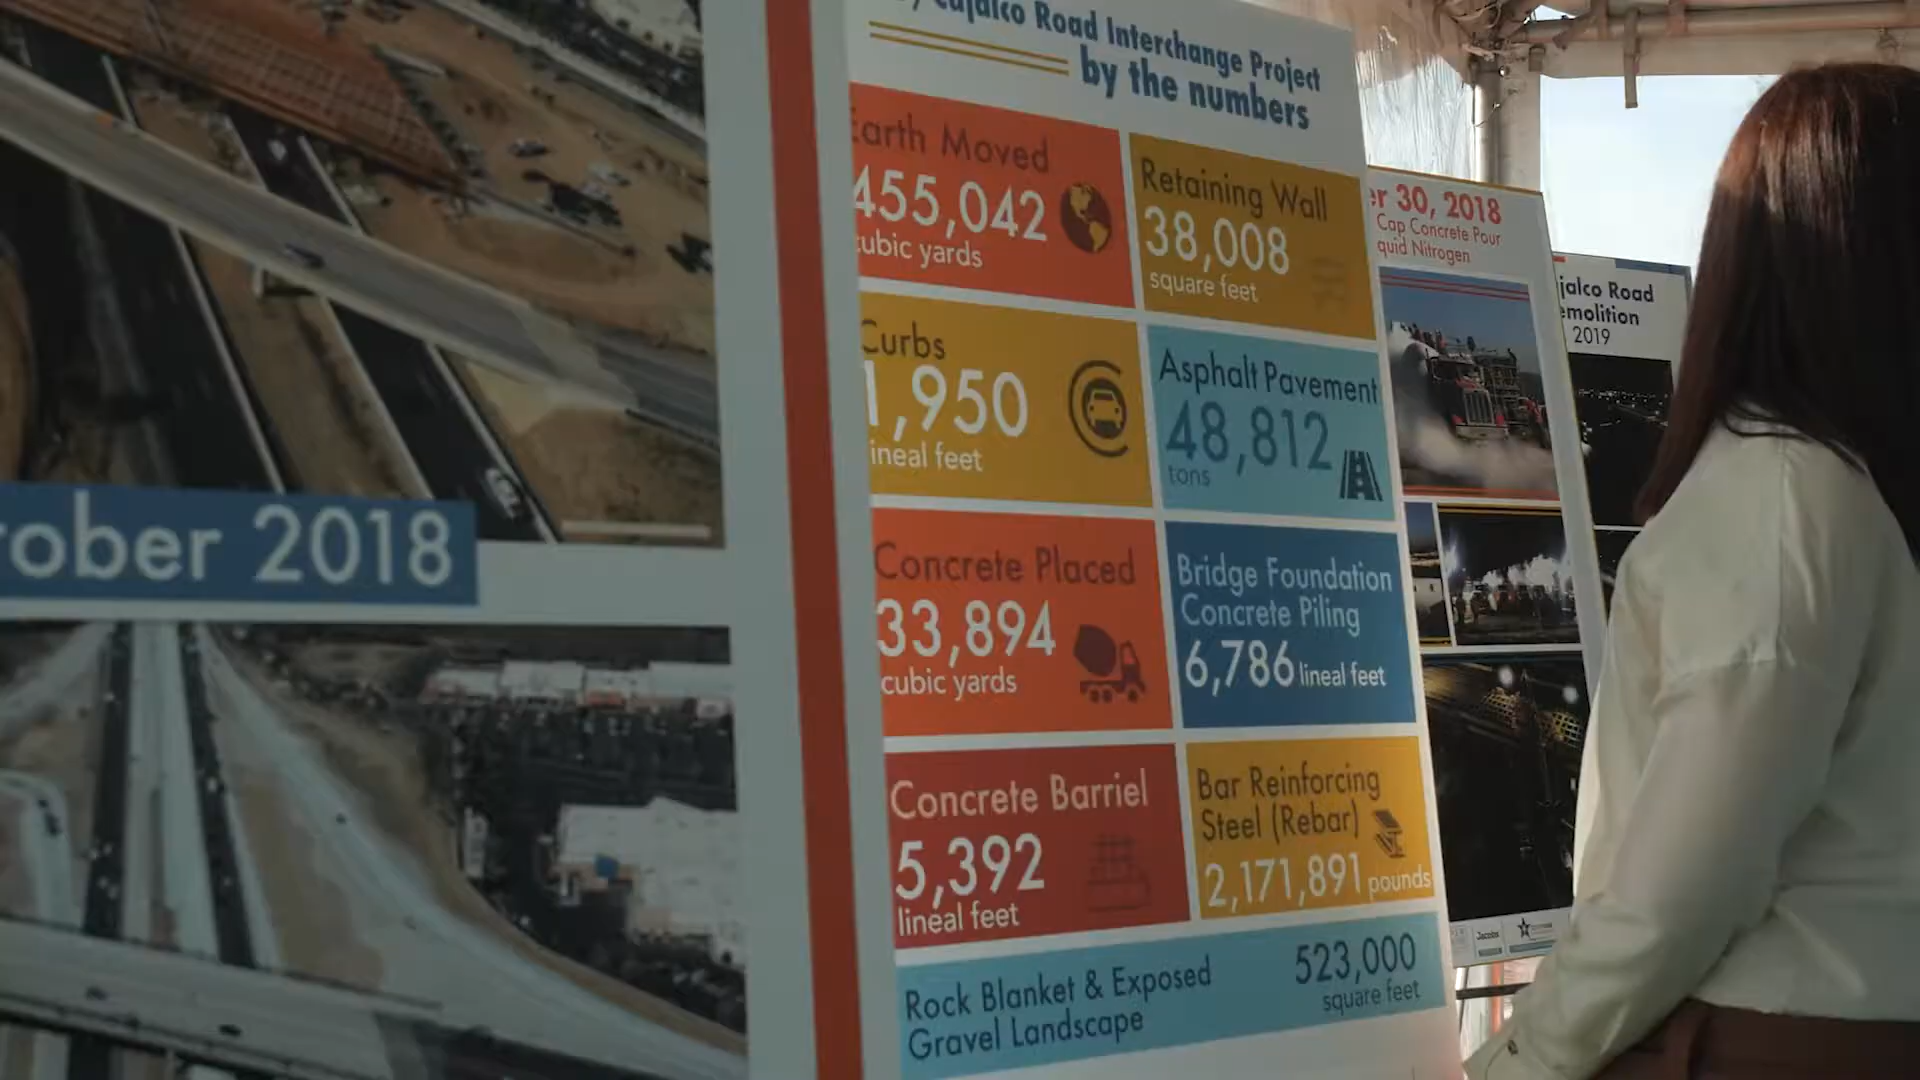 Cajalco Road Interchange Project
by the numbers
Earth Moved
455,042
cubic yards
Retaining Wall
38,008
square feet
Curbs
1,950
lineal feet
Asphalt Pavement
48,812
tons
Concrete Placed
33,894
cubic yards
Bridge Foundation
Concrete Piling
6,786 lineal feet
Concrete Barriel
5,392
lineal feet
Bar Reinforcing
Steel (Rebar)
2,171,891 pounds
Rock Blanket & Exposed
Gravel Landscape
523,000
square feet
tober 2018
er 30, 2018
Cap Concrete Pour
quid Nitrogen
jalco Road
emolition
2019
Jacobs